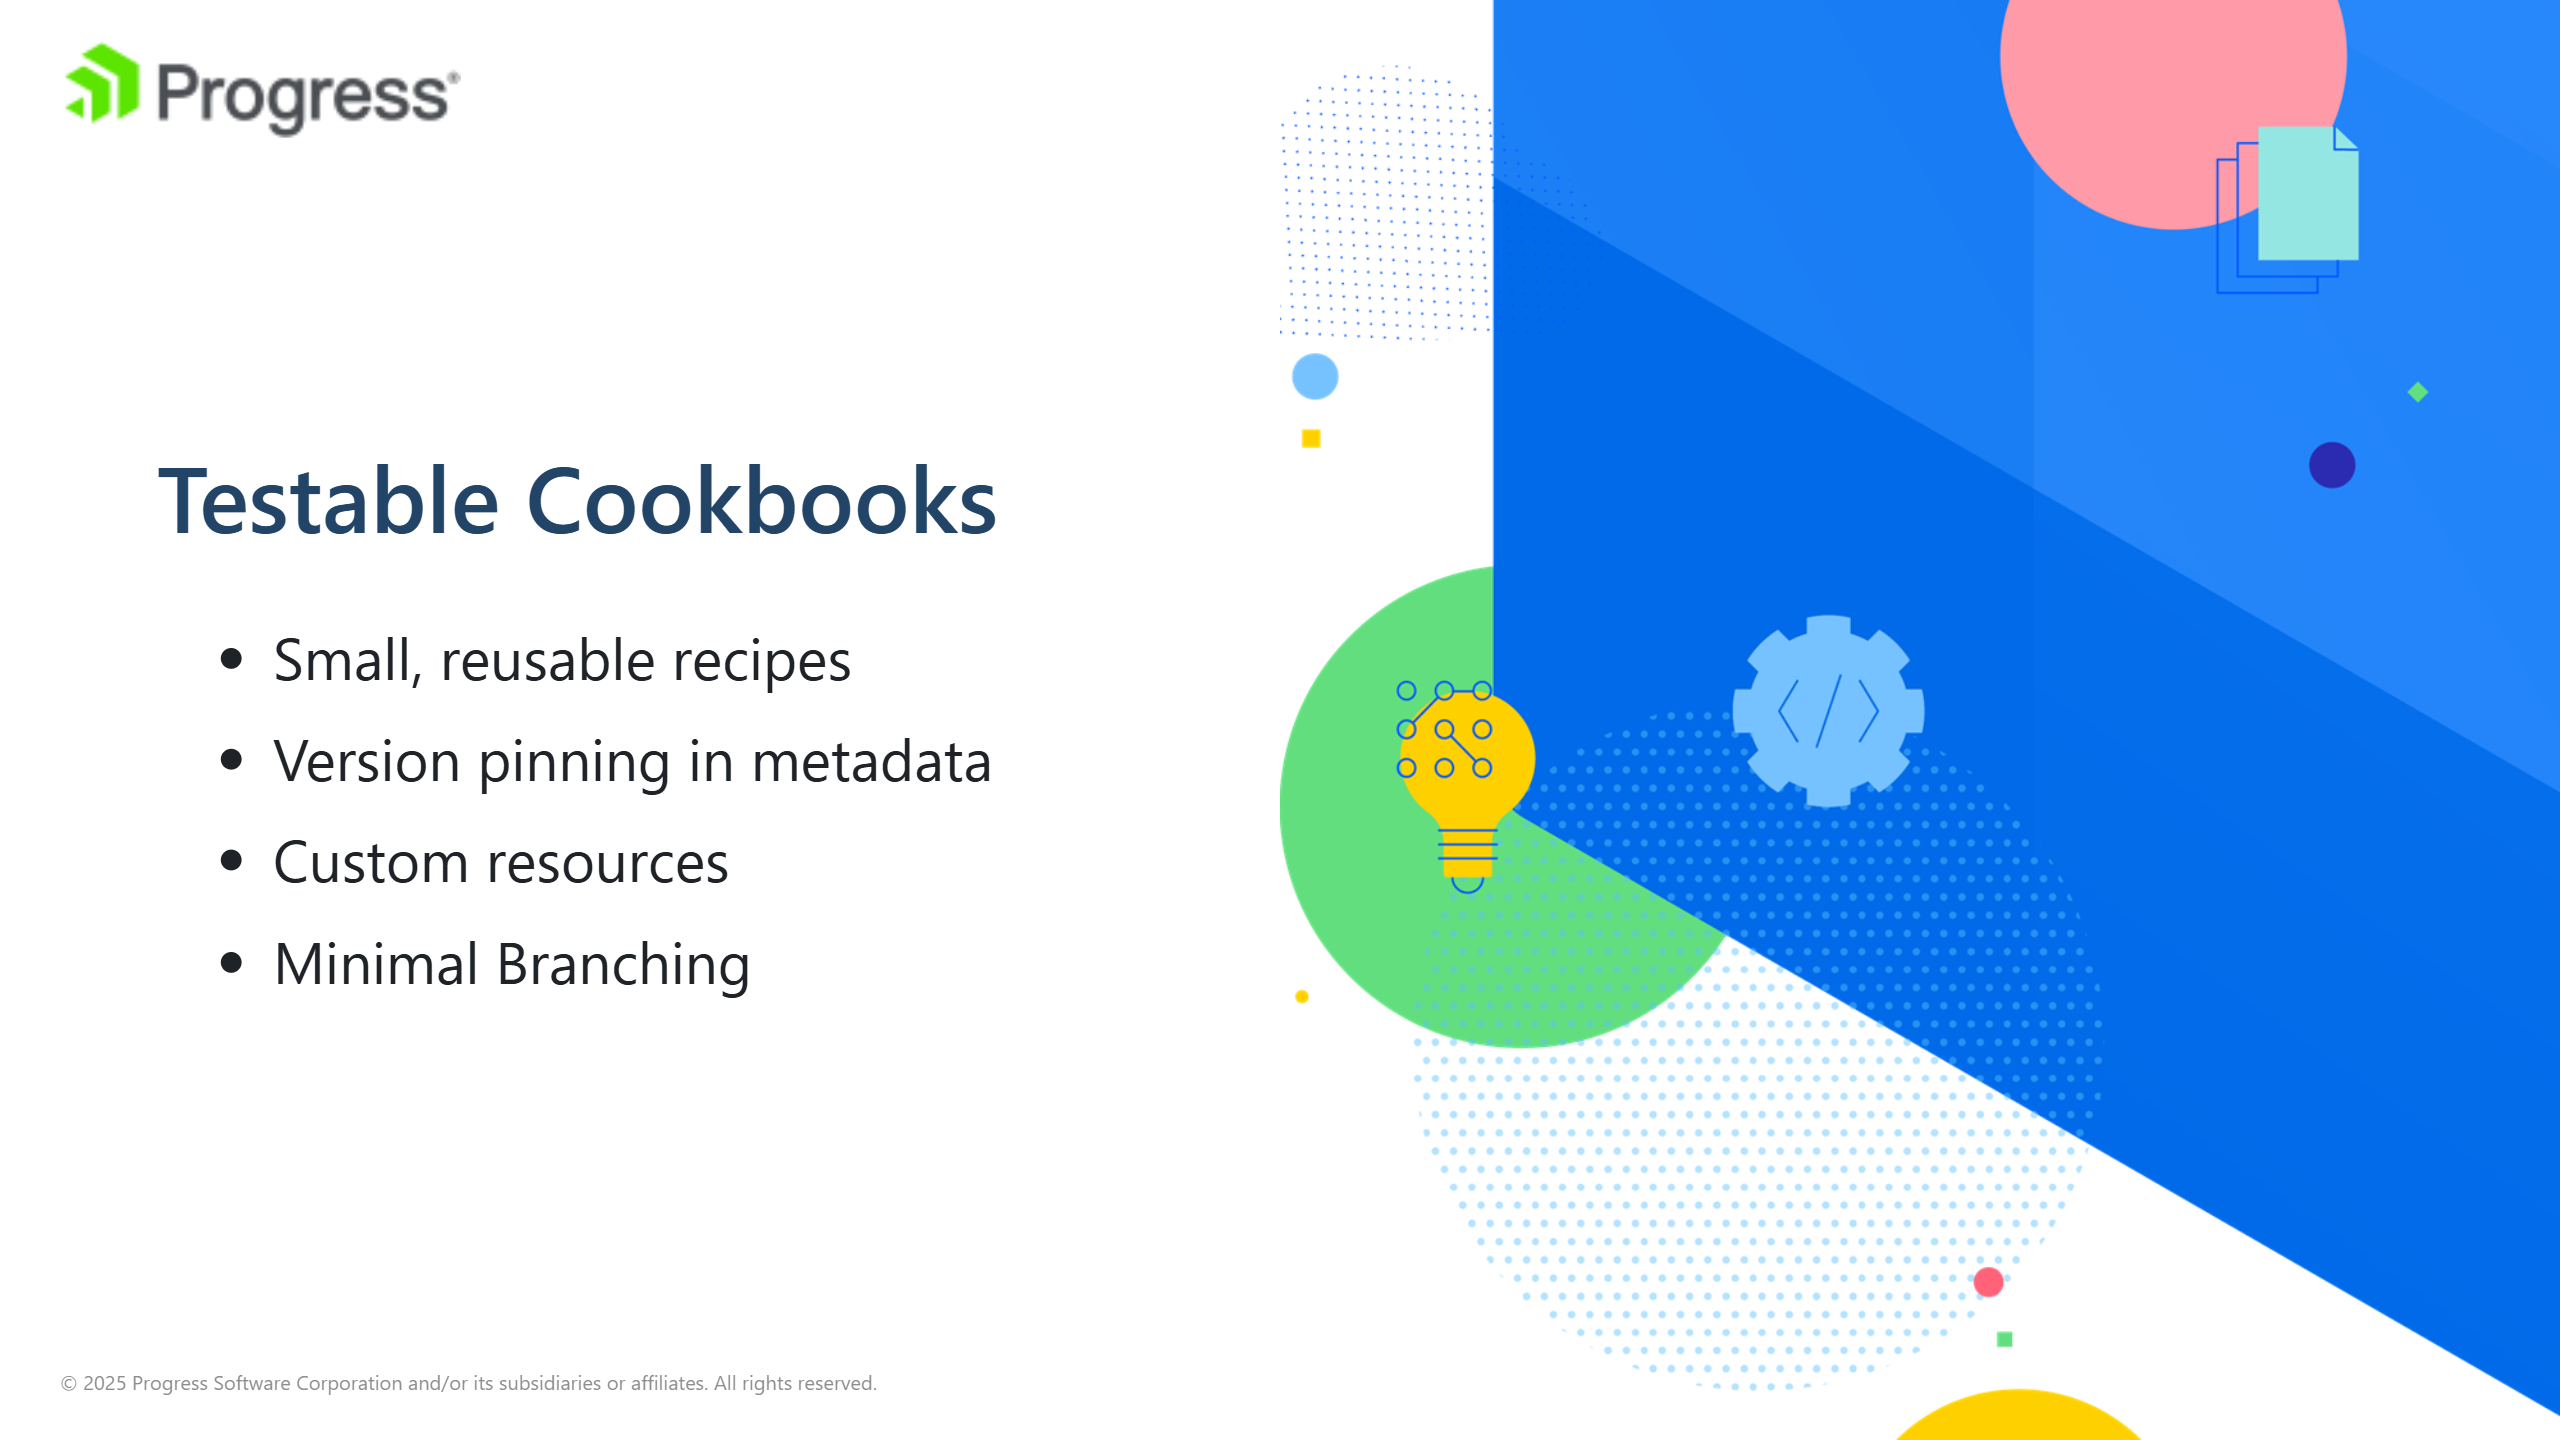 Progress®
Testable Cookbooks
• Small, reusable recipes
• Version pinning in metadata
• Custom resources
• Minimal Branching
© 2025 Progress Software Corporation and/or its subsidiaries or affiliates. All rights reserved.